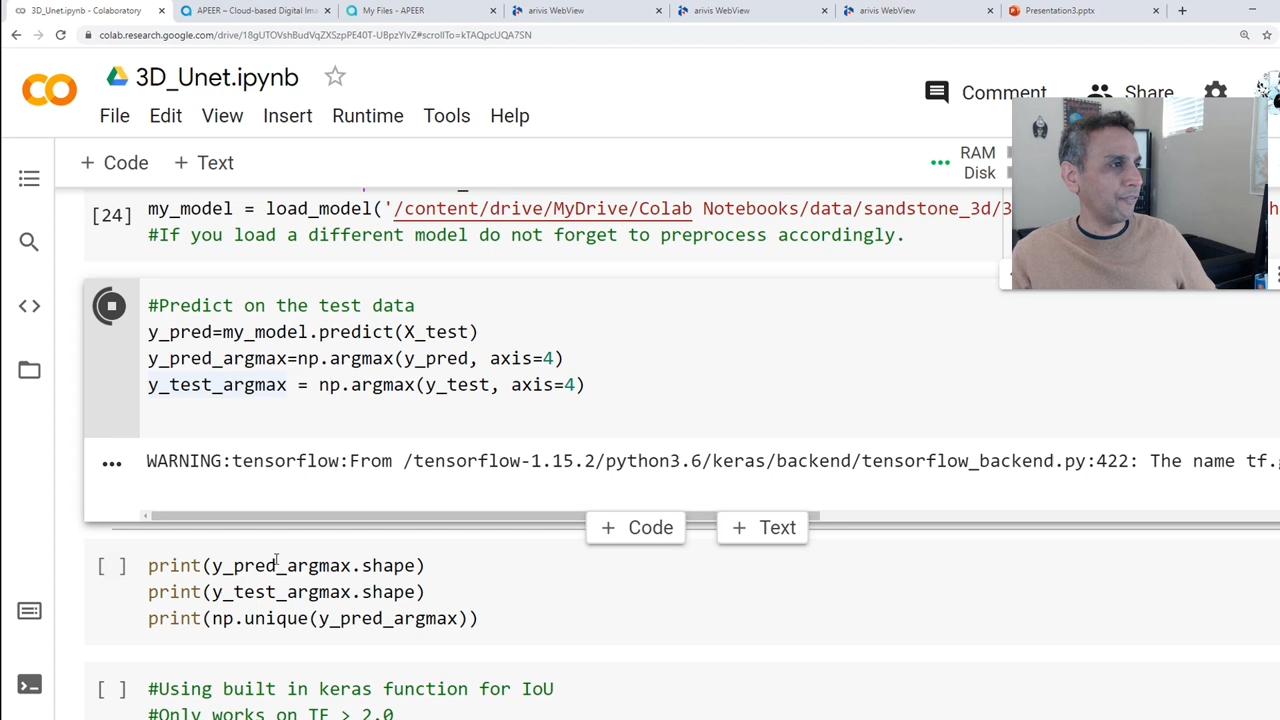 3D_Unet.ipynb - Colaboratory
APEER – Cloud-based Digital Ima
My Files - APEER
arivis WebView
arivis WebView
arivis WebView
Presentation3.pptx
colab.research.google.com/drive/18gUTOVshBudVqZXSzpPE40T-UBpzYlvZ#scrollTo=kTAQpcUQA7SN
3D_Unet.ipynb
Comment
Share
File Edit View Insert Runtime Tools Help
+ Code + Text
RAM
Disk
[24]
my_model = load_model('/content/drive/MyDrive/Colab Notebooks/data/sandstone_3d/3
#If you load a different model do not forget to preprocess accordingly.
#Predict on the test data
y_pred=my_model.predict(X_test)
y_pred_argmax=np.argmax(y_pred, axis=4)
y_test_argmax = np.argmax(y_test, axis=4)
WARNING:tensorflow:From /tensorflow-1.15.2/python3.6/keras/backend/tensorflow_backend.py:422: The name tf.g
+ Code + Text
[ ] print(y_pred_argmax.shape)
print(y_test_argmax.shape)
print(np.unique(y_pred_argmax))
[ ] #Using built in keras function for IoU
#Only works on TF > 2.0